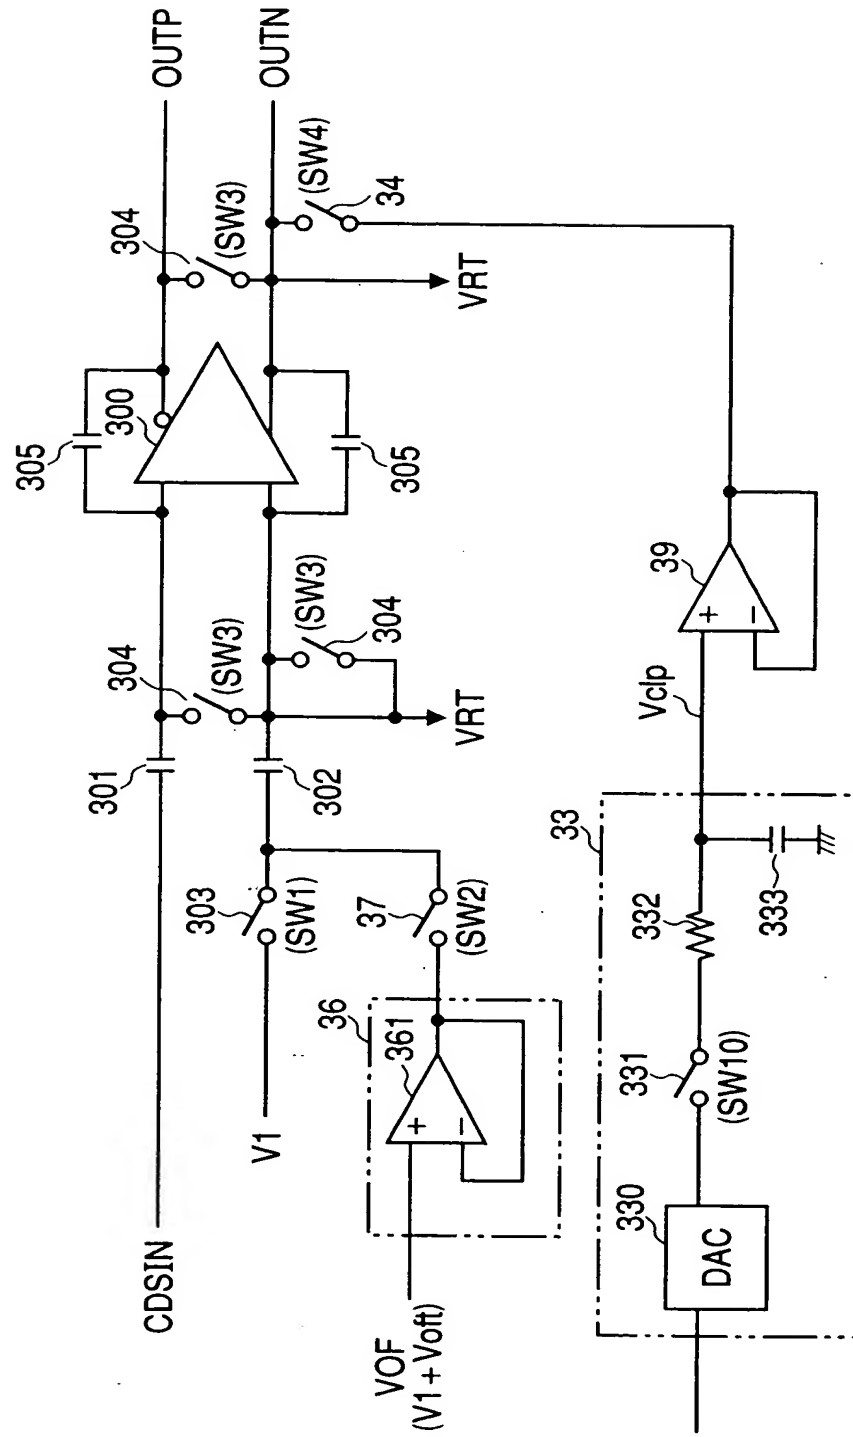 OUTP
OUTN
304
(SW3)
(SW4)
34
VRT
305
300
305
304
(SW3)
(SW3)
304
VRT
301
302
303
(SW1)
37
(SW2)
V1
36
361
+
−
CDSIN
VOF
(V1 + Voft)
39
+
−
Vclp
33
332
333
331
(SW10)
330
DAC